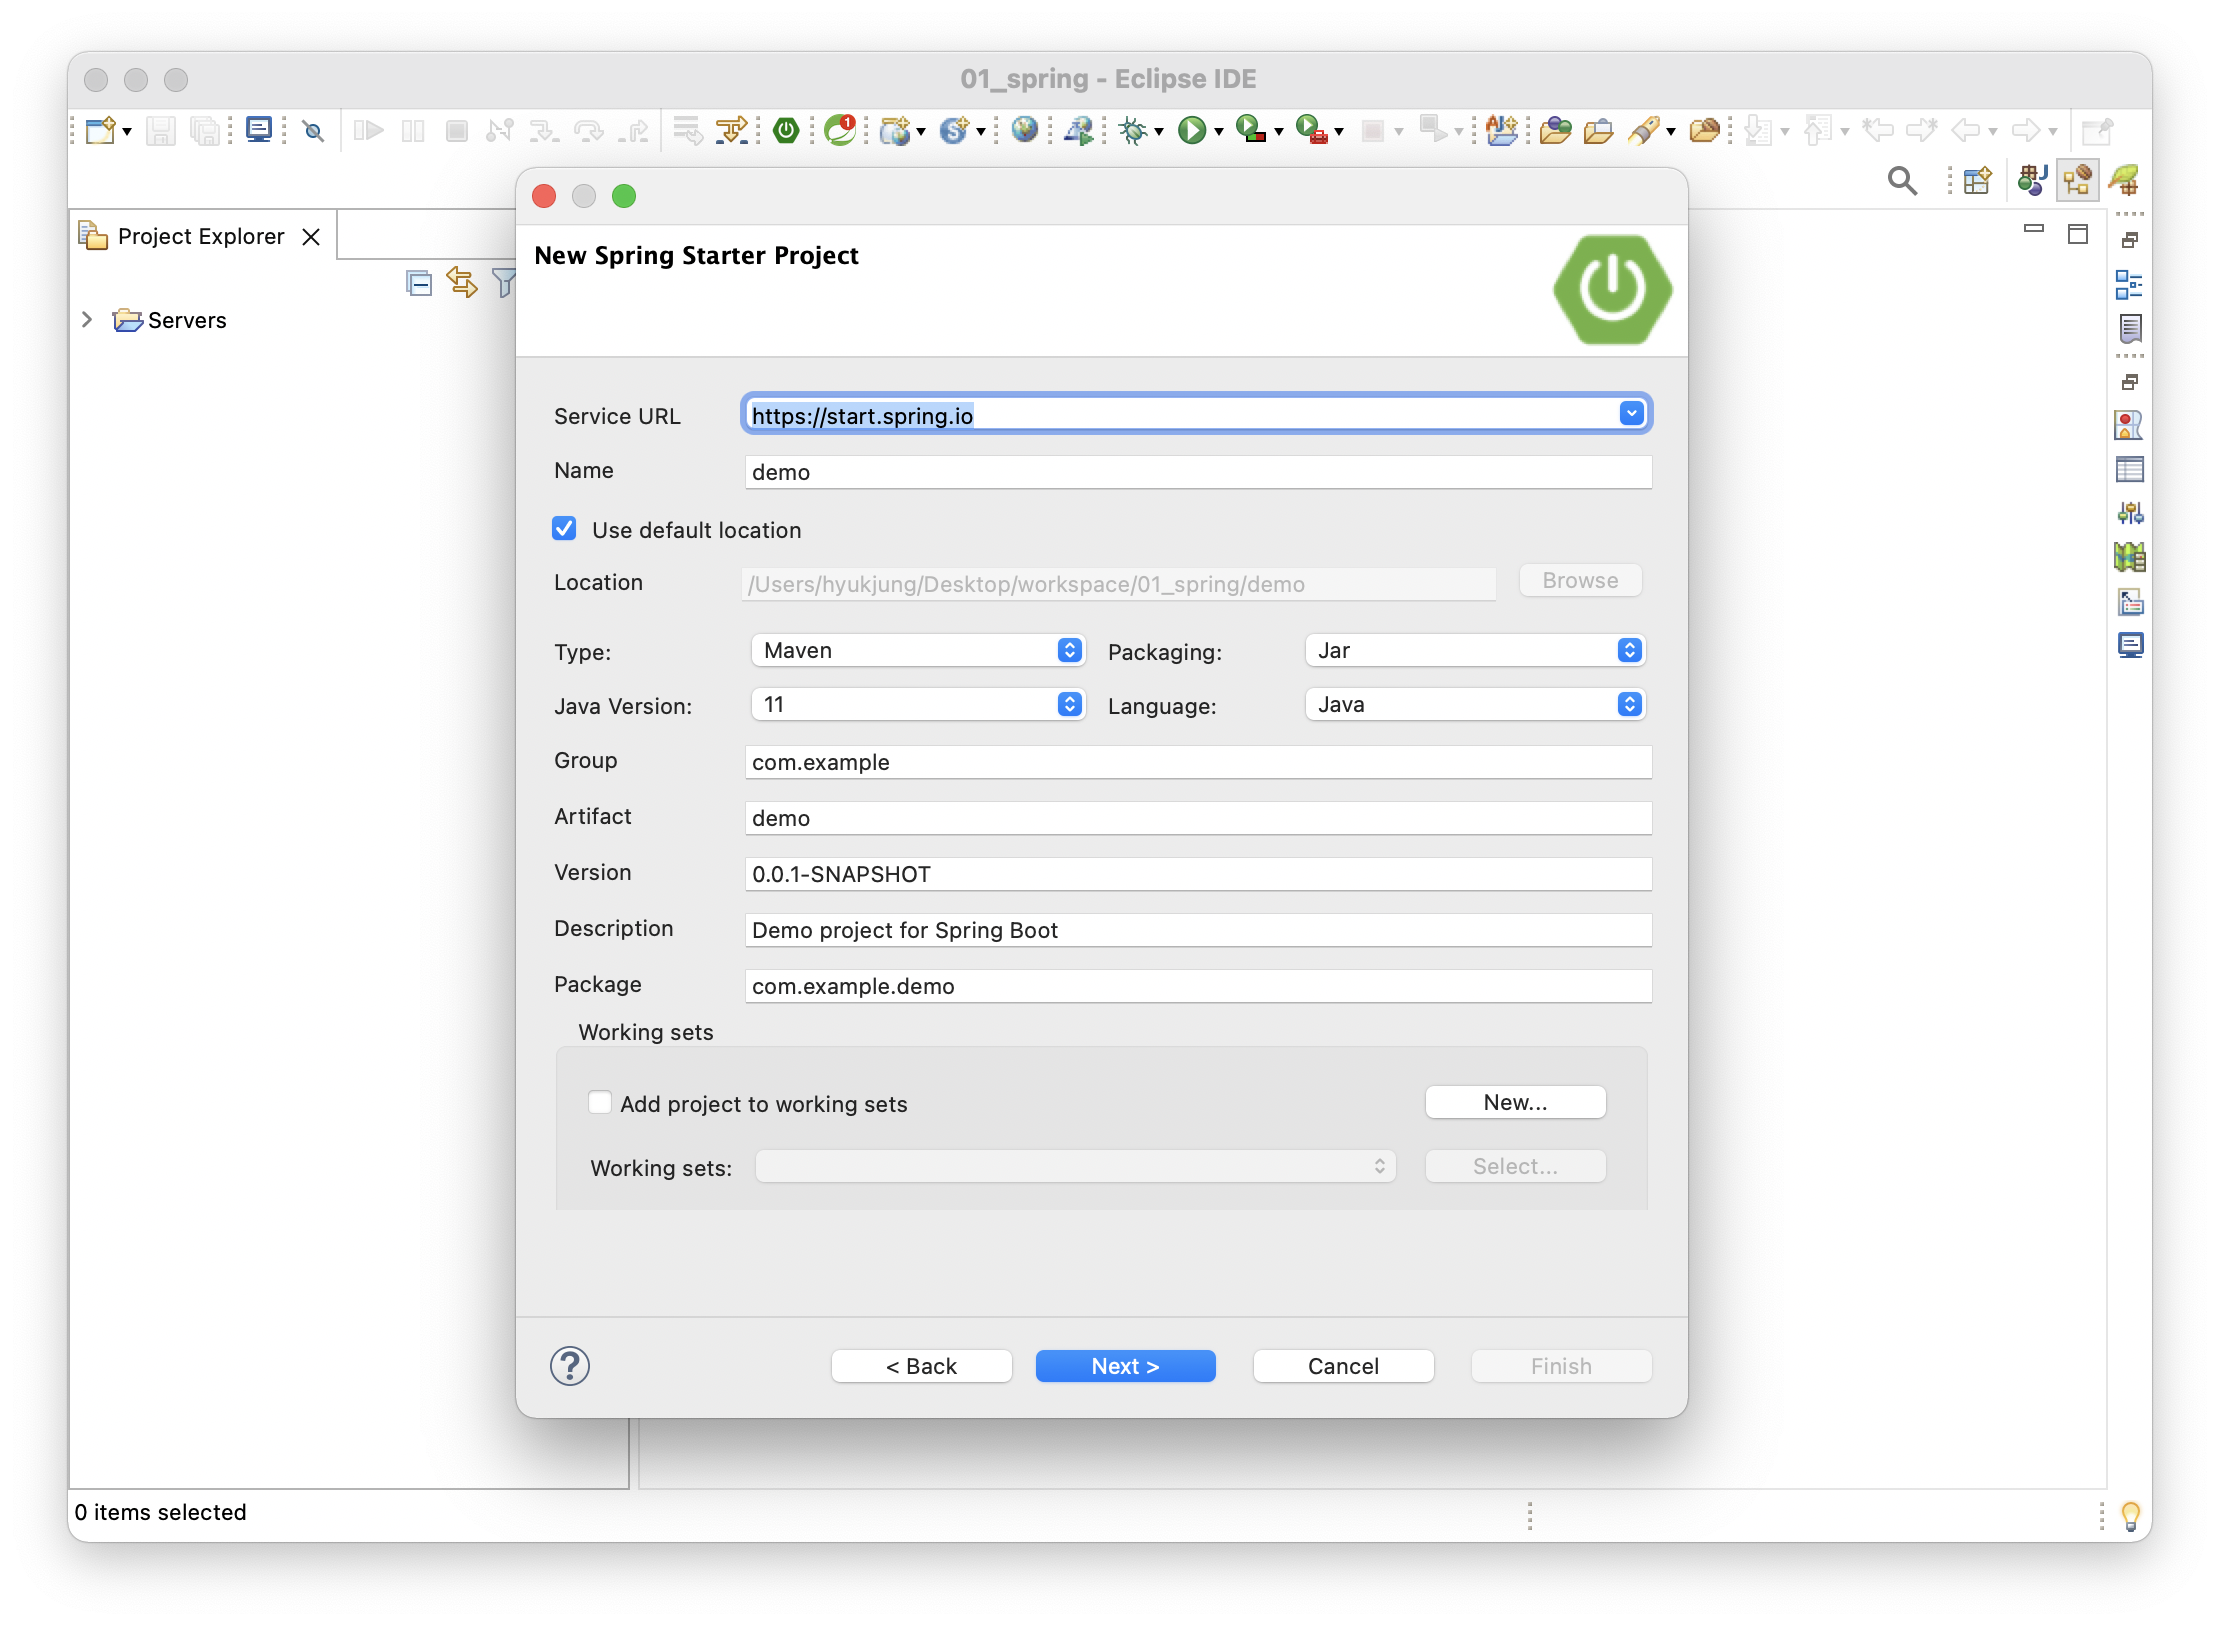 01_spring - Eclipse IDE
1
Project Explorer
Servers
New Spring Starter Project
Service URL https://start.spring.io
Name demo
Use default location
Location /Users/hyukjung/Desktop/workspace/01_spring/demo Browse
Type: Maven Packaging: Jar
Java Version: 11 Language: Java
Group com.example
Artifact demo
Version 0.0.1-SNAPSHOT
Description Demo project for Spring Boot
Package com.example.demo
Working sets
Add project to working sets New...
Working sets: Select...
? < Back Next > Cancel Finish
0 items selected